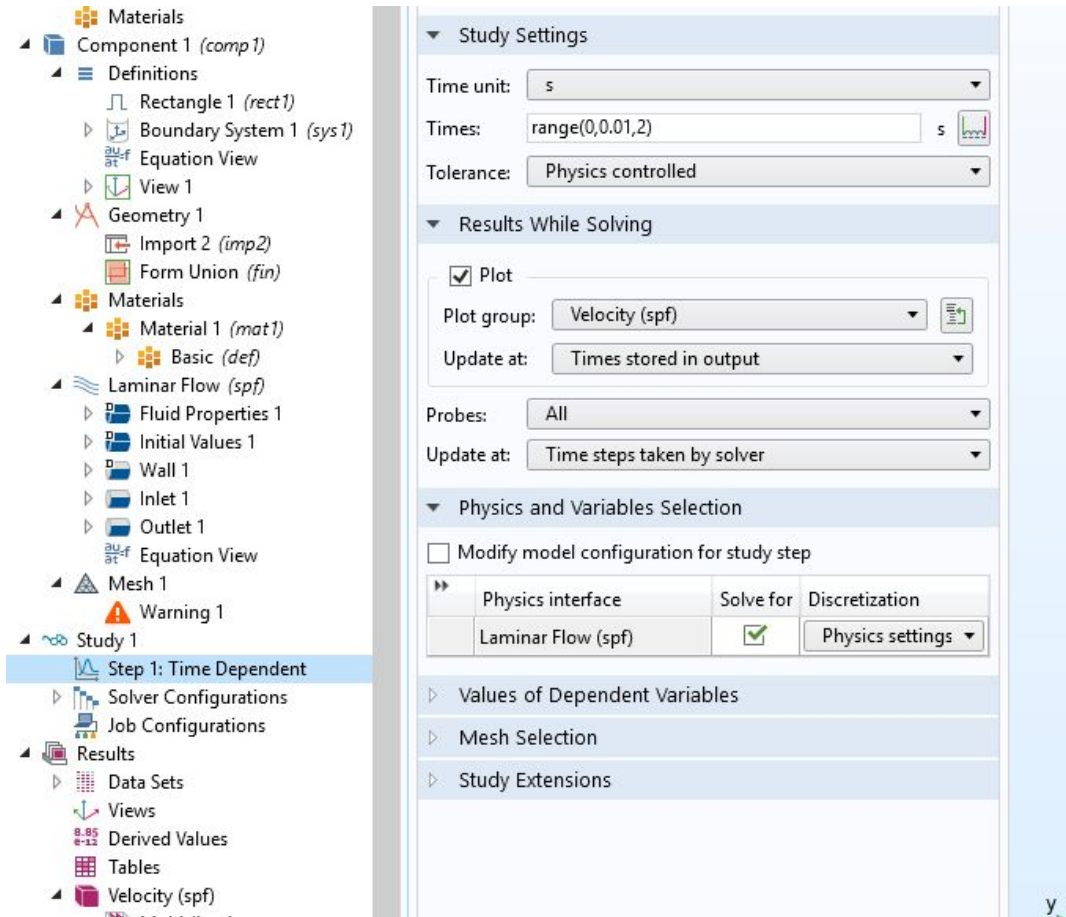 Materials
Component 1 (comp1)
Definitions
Rectangle 1 (rect1)
Boundary System 1 (sys1)
Equation View
View 1
Geometry 1
Import 2 (imp2)
Form Union (fin)
Materials
Material 1 (mat1)
Basic (def)
Laminar Flow (spf)
Fluid Properties 1
Initial Values 1
Wall 1
Inlet 1
Outlet 1
Equation View
Mesh 1
Warning 1
Study 1
Step 1: Time Dependent
Solver Configurations
Job Configurations
Results
Data Sets
Views
8.85
e-12
Derived Values
Tables
Velocity (spf)
Study Settings
Time unit: s
Times: range(0,0.01,2) s
Tolerance: Physics controlled
Results While Solving
Plot
Plot group: Velocity (spf)
Update at: Times stored in output
Probes: All
Update at: Time steps taken by solver
Physics and Variables Selection
Modify model configuration for study step
Physics interface Solve for Discretization
Laminar Flow (spf) Physics settings
Values of Dependent Variables
Mesh Selection
Study Extensions
y